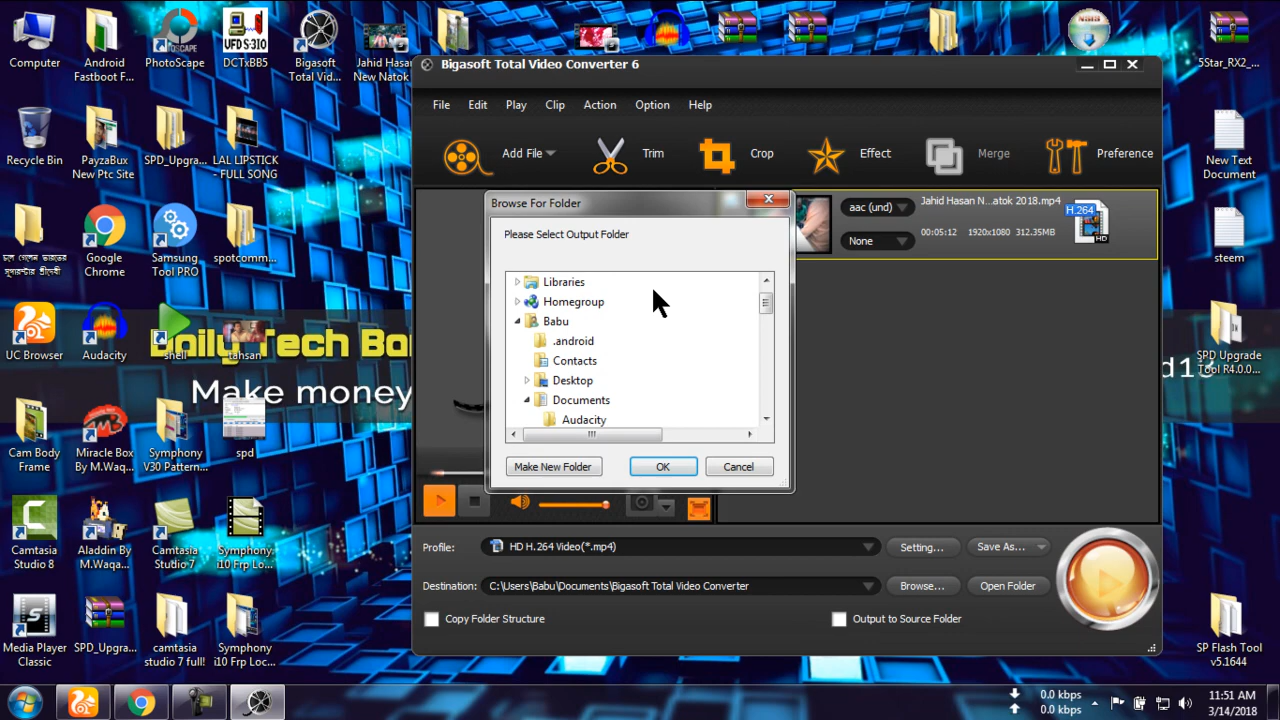 Computer
Android
Fastboot F...
PhotoScape
UFD S-310
DCTxBB5
Bigasoft
Total Vid...
Jahid Hasan
New Natok
5Star_RX2_...
Recycle Bin
PayzaBux
New Ptc Site
SPD_Upgra...
LAL LIPSTICK
- FULL SONG
New Text
Document
Google
Chrome
Samsung
Tool PRO
spotcomm...
steem
UC Browser
Audacity
shell
tahsan
SPD Upgrade
Tool R4.0.0...
Daily Tech Ba
Make money
Cam Body
Frame
Miracle Box
By M.Waq...
Symphony
V30 Pattern...
spd
Camtasia
Studio 8
Aladdin By
M.Waqa...
Camtasia
Studio 7
Symphony
i10 Frp Lo...
Media Player
Classic
SPD_Upgra...
camtasia
studio 7 full!
Symphony
i10 Frp Loc...
SP Flash Tool
v5.1644
Bigasoft Total Video Converter 6
File Edit Play Clip Action Option Help
Add File Trim Crop Effect Merge Preference
aac (und)
None
Jahid Hasan N...atok 2018.mp4
00:05:12 1920x1080 312.35MB
H.264
HD
Browse For Folder
Please Select Output Folder
Libraries
Homegroup
Babu
.android
Contacts
Desktop
Documents
Audacity
Make New Folder OK Cancel
Profile: HD H.264 Video(*.mp4) Setting... Save As...
Destination: C:\Users\Babu\Documents\Bigasoft Total Video Converter Browse... Open Folder
Copy Folder Structure Output to Source Folder
0.0 kbps
0.0 kbps
11:51 AM
3/14/2018